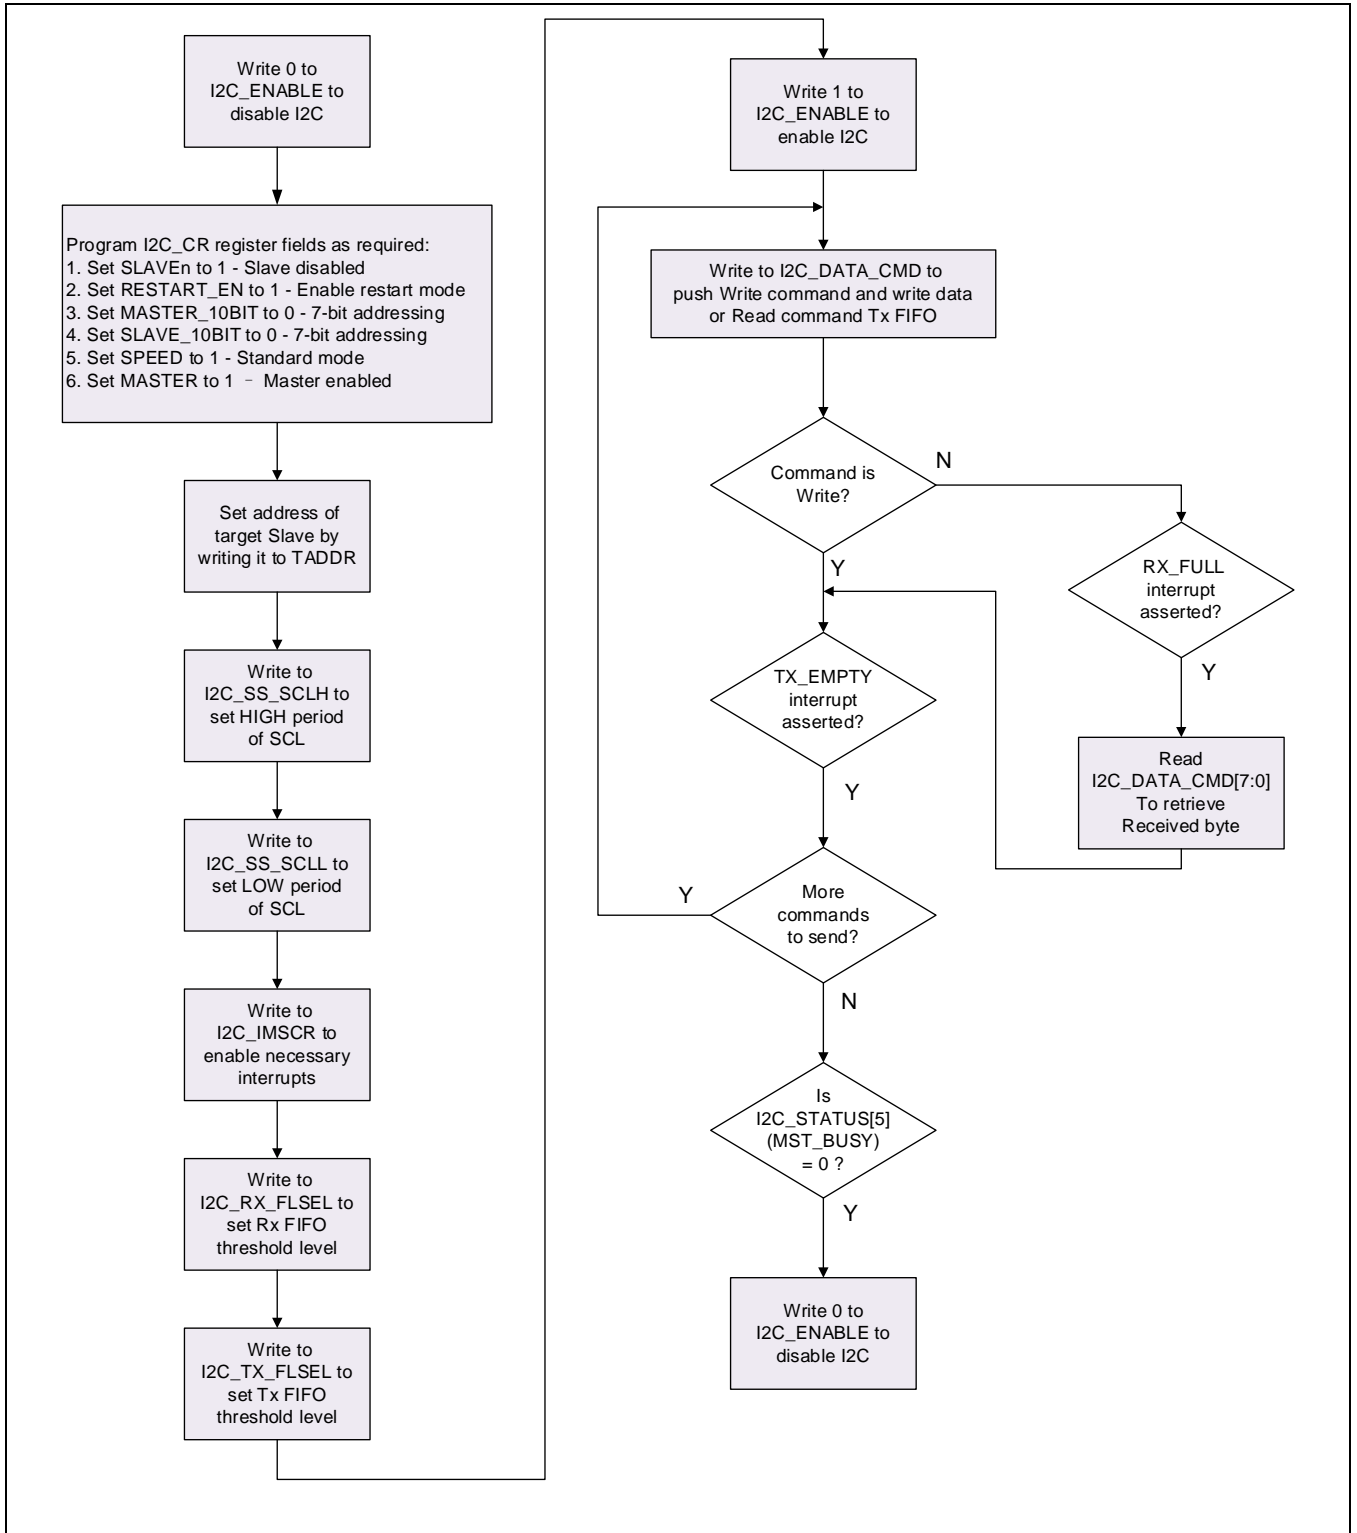 Write 0 to
I2C_ENABLE to
disable I2C
Program I2C_CR register fields as required:
1. Set SLAVEn to 1 - Slave disabled
2. Set RESTART_EN to 1 - Enable restart mode
3. Set MASTER_10BIT to 0 - 7-bit addressing
4. Set SLAVE_10BIT to 0 - 7-bit addressing
5. Set SPEED to 1 - Standard mode
6. Set MASTER to 1 – Master enabled
Set address of
target Slave by
writing it to TADDR
Write to
I2C_SS_SCLH to
set HIGH period
of SCL
Write to
I2C_SS_SCLL to
set LOW period
of SCL
Write to
I2C_IMSCR to
enable necessary
interrupts
Write to
I2C_RX_FLSEL to
set Rx FIFO
threshold level
Write to
I2C_TX_FLSEL to
set Tx FIFO
threshold level
Write 1 to
I2C_ENABLE to
enable I2C
Write to I2C_DATA_CMD to
push Write command and write data
or Read command Tx FIFO
Command is
Write?
N
Y
RX_FULL
interrupt
asserted?
Y
Read
I2C_DATA_CMD[7:0]
To retrieve
Received byte
TX_EMPTY
interrupt
asserted?
Y
More
commands
to send?
Y
N
Is
I2C_STATUS[5]
(MST_BUSY)
= 0 ?
Y
Write 0 to
I2C_ENABLE to
disable I2C